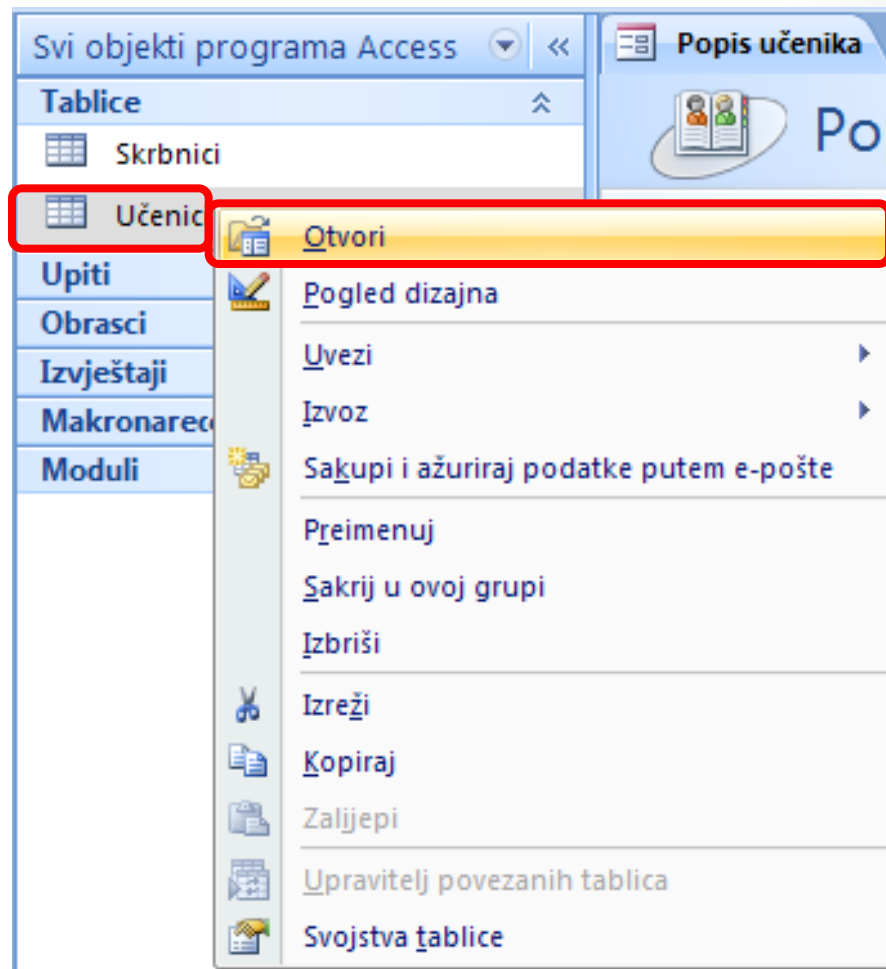 Svi objekti programa Access
Popis učenika
Tablice
Po
Skrbnici
Učenic
Otvori
Upiti
Pogled dizajna
Obrasci
Uvezi
Izvještaji
Izvoz
Makronare
Moduli
Sakupi i ažuriraj podatke putem e-pošte
Preimenuj
Sakrij u ovoj grupi
Izbriši
Izreži
Kopiraj
Zalijepi
Upravitelj povezanih tablica
Svojstva tablice